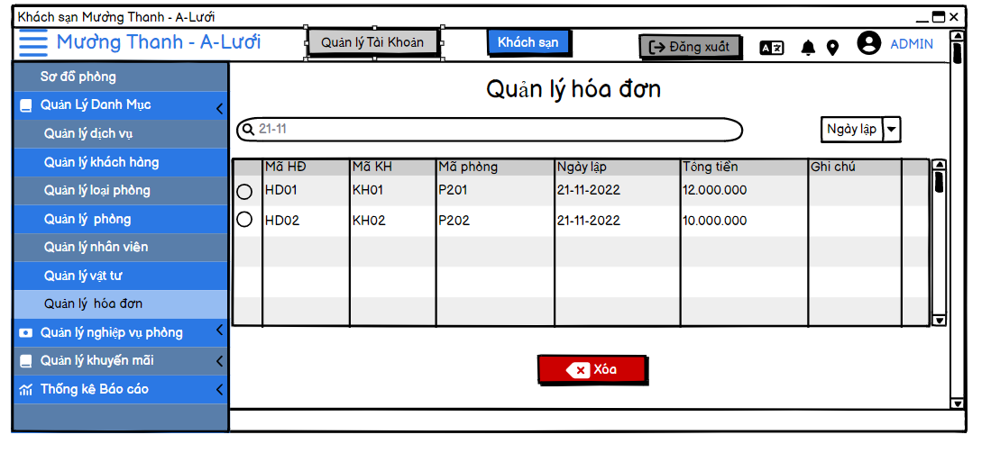 Khách sạn Mường Thanh - A-Lưới
Mường Thanh - A-Lưới
Quản lý Tài Khoản
Khách sạn
Đăng xuất
ADMIN
Sơ đồ phòng
Quản Lý Danh Mục
Quản lý dịch vụ
Quản lý khách hàng
Quản lý loại phòng
Quản lý phòng
Quản lý nhân viên
Quản lý vật tư
Quản lý hóa đơn
Quản lý nghiệp vụ phòng
Quản lý khuyến mãi
Thống kê Báo cáo
Quản lý hóa đơn
21-11
Ngày lập
Mã HĐ Mã KH Mã phòng Ngày lập Tổng tiền Ghi chú
HD01 KH01 P201 21-11-2022 12.000.000
HD02 KH02 P202 21-11-2022 10.000.000
Xóa